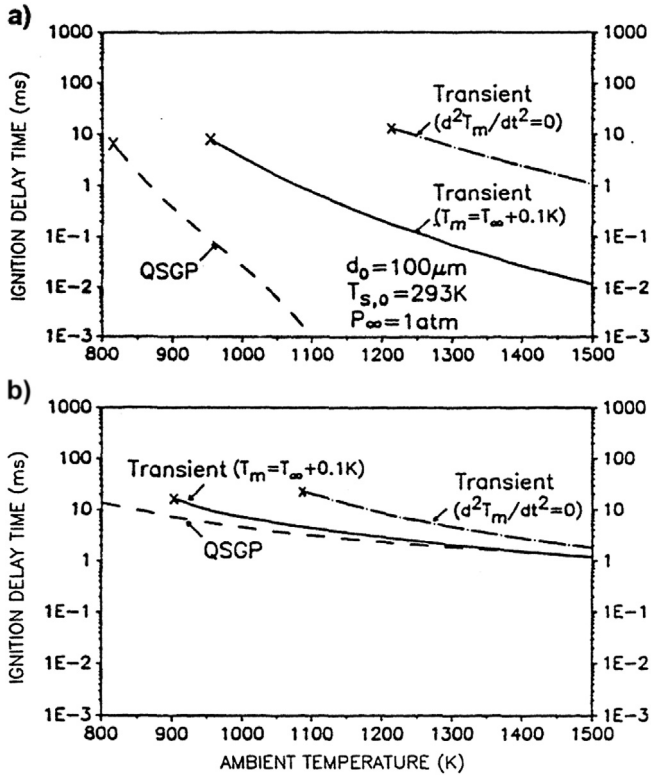 a)
1000
100
10
1
1E-1
1E-2
1E-3
IGNITION DELAY TIME (ms)
Transient
(d²Tₘ/dt²=0)
Transient
(Tₘ=T∞+0.1K)
QSGP
d₀=100μm
Tₛ,₀=293K
P∞=1atm
1000
100
10
1
1E-1
1E-2
1E-3
800 900 1000 1100 1200 1300 1400 1500
b)
1000
100
10
1
1E-1
1E-2
1E-3
IGNITION DELAY TIME (ms)
Transient (Tₘ=T∞+0.1K)
Transient
(d²Tₘ/dt²=0)
QSGP
1000
100
10
1
1E-1
1E-2
1E-3
800 900 1000 1100 1200 1300 1400 1500
AMBIENT TEMPERATURE (K)